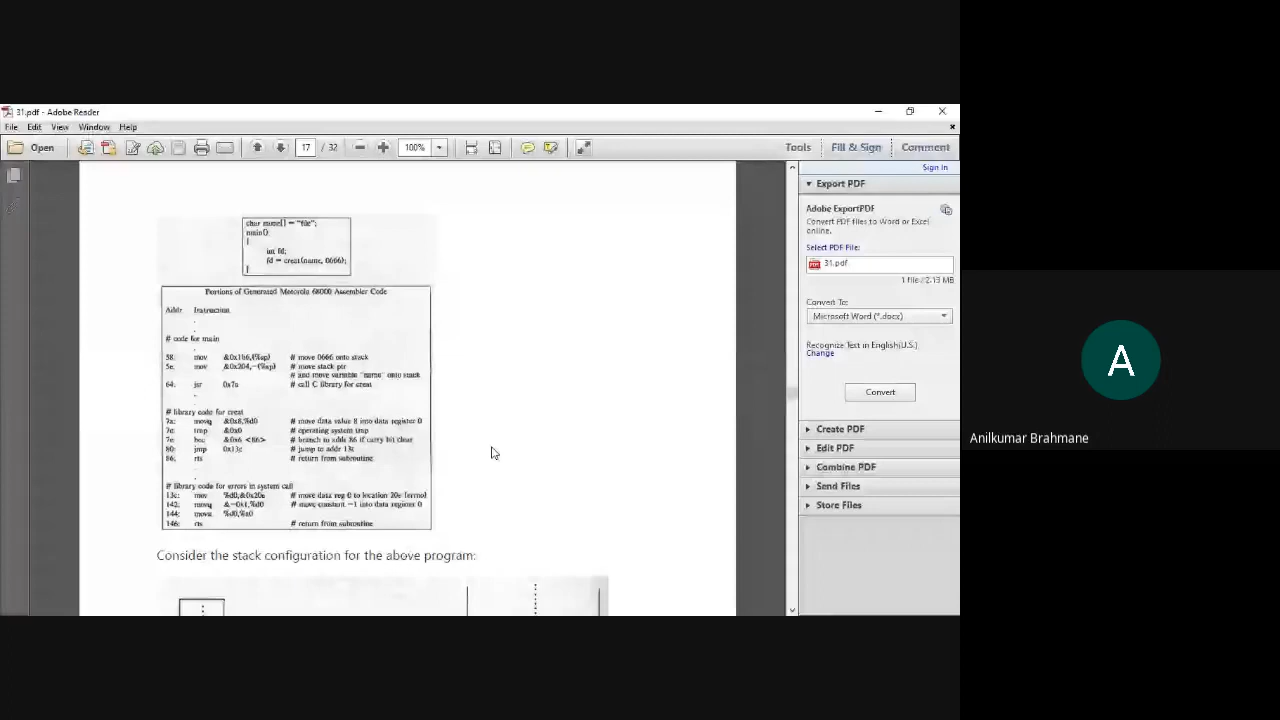 31.pdf - Adobe Reader
File Edit View Window Help
Open 17 / 32 100% Tools Fill & Sign Comment
Sign In
Export PDF
Adobe ExportPDF
Convert PDF files to Word or Excel
online.
Select PDF File:
31.pdf
1 file / 2.13 MB
Convert To:
Microsoft Word (*.docx)
Recognize Text in English(U.S.)
Change
Convert
Create PDF
Edit PDF
Combine PDF
Send Files
Store Files
char name[] = "file";
main()
{
int fd;
fd = creat(name, 0666);
}
Portions of Generated Motorola 68000 Assembler Code
Addr Instruction
# code for main
58: mov &0x1b6,(%sp) # move 0666 onto stack
5e: mov &0x204,-(%sp) # move stack ptr
# and move variable "name" onto stack
64: jsr 0x7a # call C library for creat
# library code for creat
7a: movq &0x8,%d0 # move data value 8 into data register 0
7c: trap &0x0 # operating system trap
7e: bcc &0x6 <86> # branch to addr 86 if carry bit clear
80: jmp 0x13c # jump to addr 13c
86: rts # return from subroutine
# library code for errors in system call
13c: mov %d0,&0x20e # move data reg 0 to location 20e (errno)
142: movq &-0x1,%d0 # move constant -1 into data register 0
144: mova %d0,%a0
146: rts # return from subroutine
Consider the stack configuration for the above program:
A
Anilkumar Brahmane